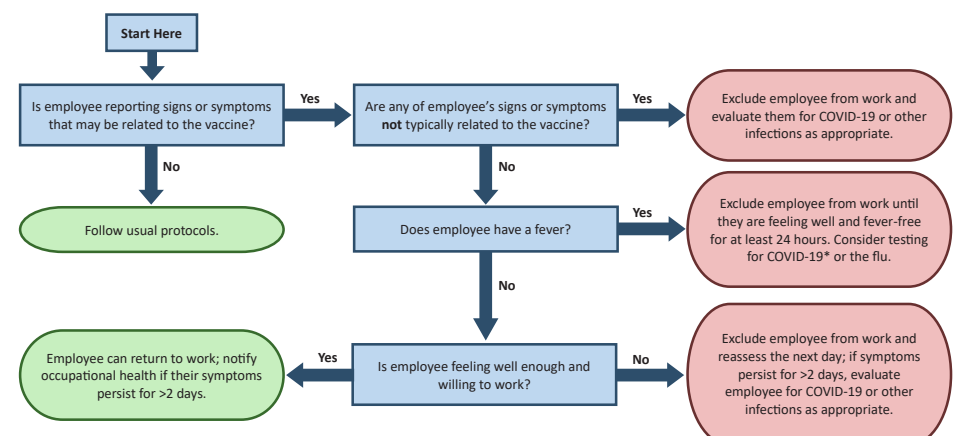 Start Here
Is employee reporting signs or symptoms
that may be related to the vaccine?
Yes
Are any of employee's signs or symptoms
not typically related to the vaccine?
Yes
Exclude employee from work and
evaluate them for COVID-19 or other
infections as appropriate.
No
No
Follow usual protocols.
Does employee have a fever?
Yes
Exclude employee from work until
they are feeling well and fever-free
for at least 24 hours. Consider testing
for COVID-19* or the flu.
No
Employee can return to work; notify
occupational health if their symptoms
persist for >2 days.
Yes
Is employee feeling well enough and
willing to work?
No
Exclude employee from work and
reassess the next day; if symptoms
persist for >2 days, evaluate
employee for COVID-19 or other
infections as appropriate.